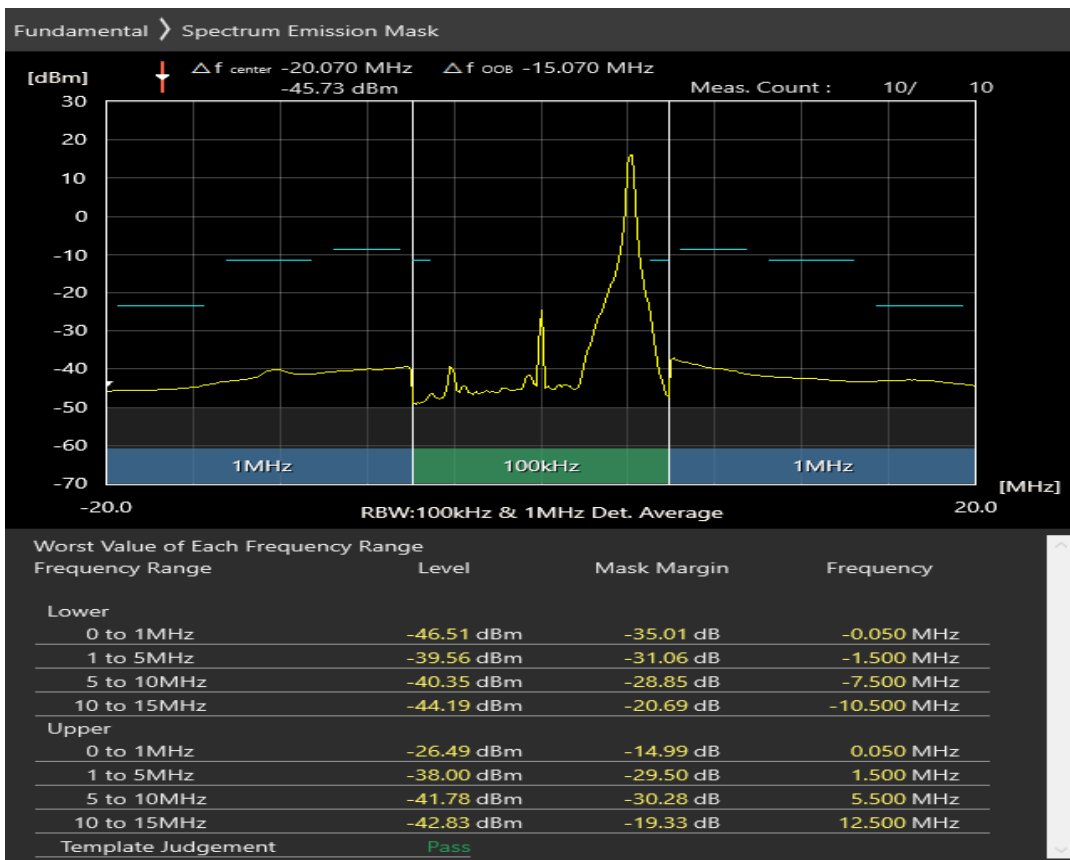 Fundamental 〉 Spectrum Emission Mask
[dBm]
△f center -20.070 MHz △f OOB -15.070 MHz
-45.73 dBm
Meas. Count : 10/ 10
30
20
10
0
-10
-20
-30
-40
-50
-60
-70
1MHz 100kHz 1MHz
[MHz]
-20.0 RBW:100kHz & 1MHz Det. Average 20.0
Worst Value of Each Frequency Range
Frequency Range Level Mask Margin Frequency
Lower
0 to 1MHz -46.51 dBm -35.01 dB -0.050 MHz
1 to 5MHz -39.56 dBm -31.06 dB -1.500 MHz
5 to 10MHz -40.35 dBm -28.85 dB -7.500 MHz
10 to 15MHz -44.19 dBm -20.69 dB -10.500 MHz
Upper
0 to 1MHz -26.49 dBm -14.99 dB 0.050 MHz
1 to 5MHz -38.00 dBm -29.50 dB 1.500 MHz
5 to 10MHz -41.78 dBm -30.28 dB 5.500 MHz
10 to 15MHz -42.83 dBm -19.33 dB 12.500 MHz
Template Judgement Pass